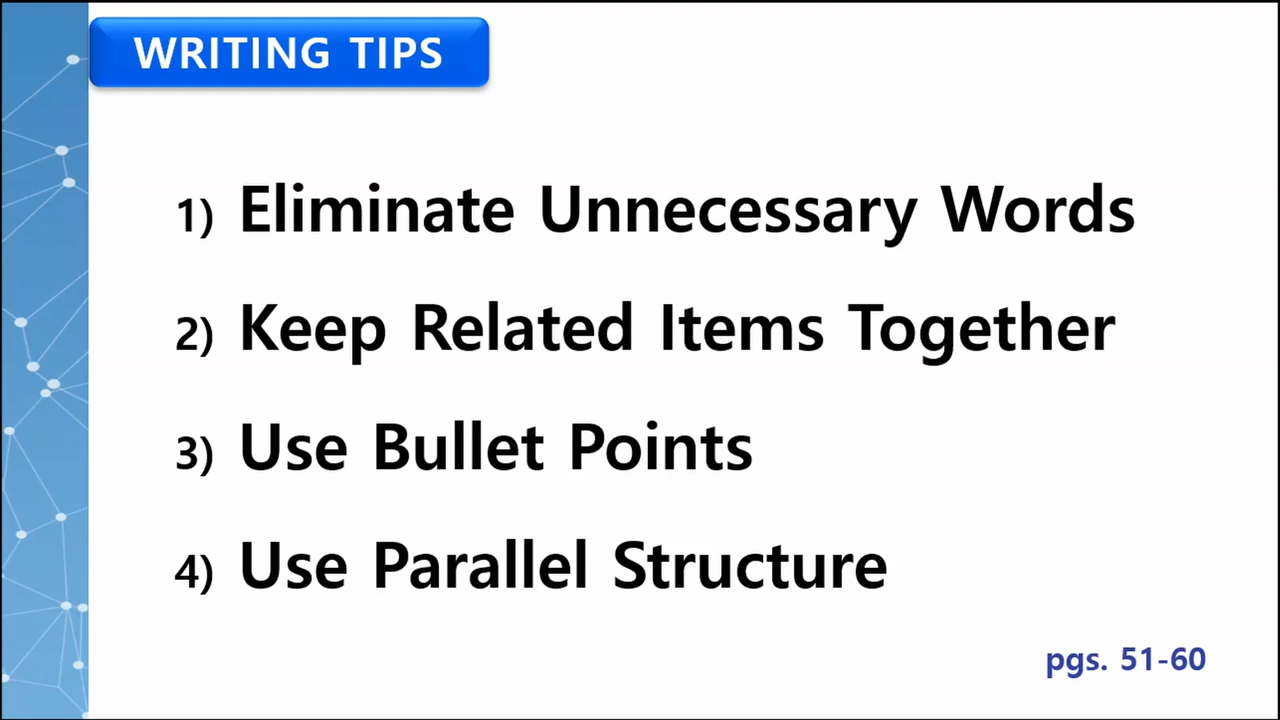 WRITING TIPS
1) Eliminate Unnecessary Words
2) Keep Related Items Together
3) Use Bullet Points
4) Use Parallel Structure
pgs. 51-60